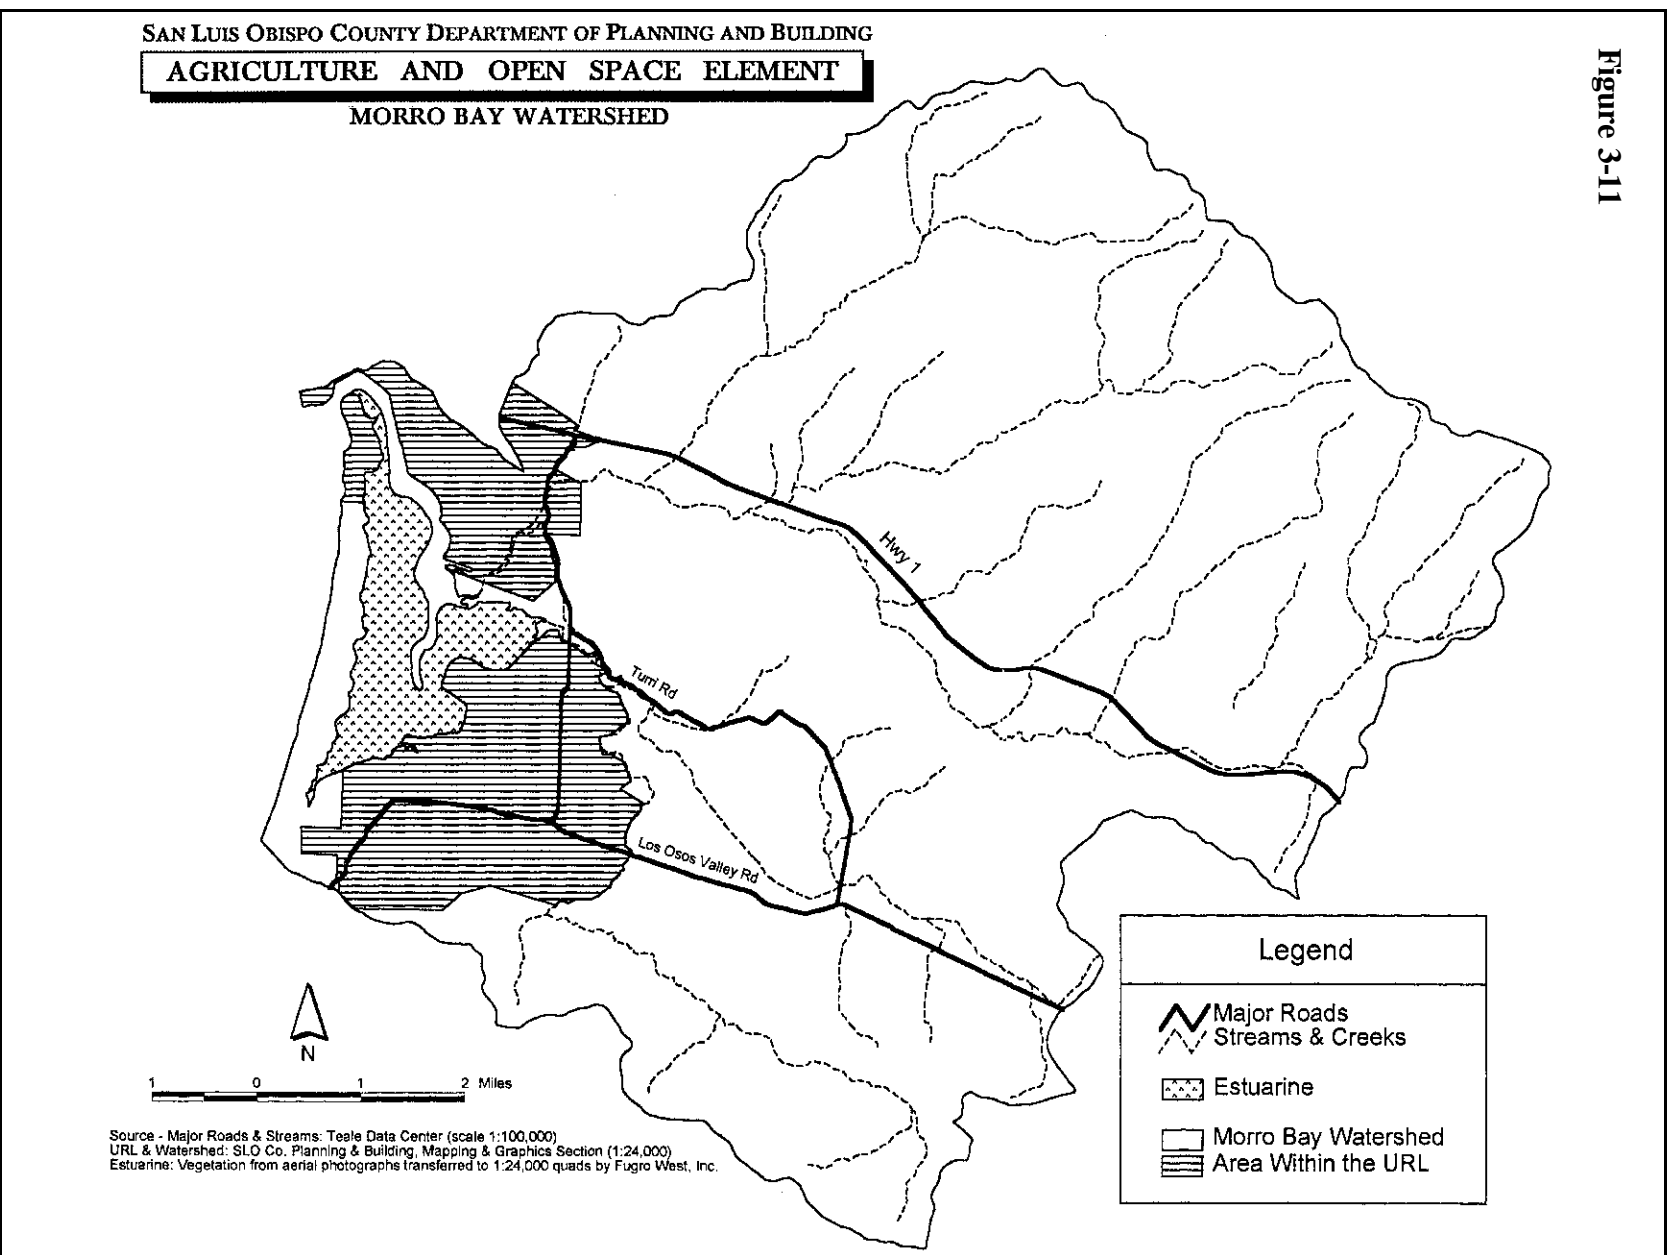 SAN LUIS OBISPO COUNTY DEPARTMENT OF PLANNING AND BUILDING
AGRICULTURE AND OPEN SPACE ELEMENT
MORRO BAY WATERSHED
Figure 3-11
Hwy 1
Turri Rd
Los Osos Valley Rd
Legend
Major Roads
Streams & Creeks
Estuarine
Morro Bay Watershed
Area Within the URL
N
1 0 1 2 Miles
Source - Major Roads & Streams: Teale Data Center (scale 1:100,000)
URL & Watershed: SLO Co. Planning & Building, Mapping & Graphics Section (1:24,000)
Estuarine: Vegetation from aerial photographs transferred to 1:24,000 quads by Fugro West, Inc.